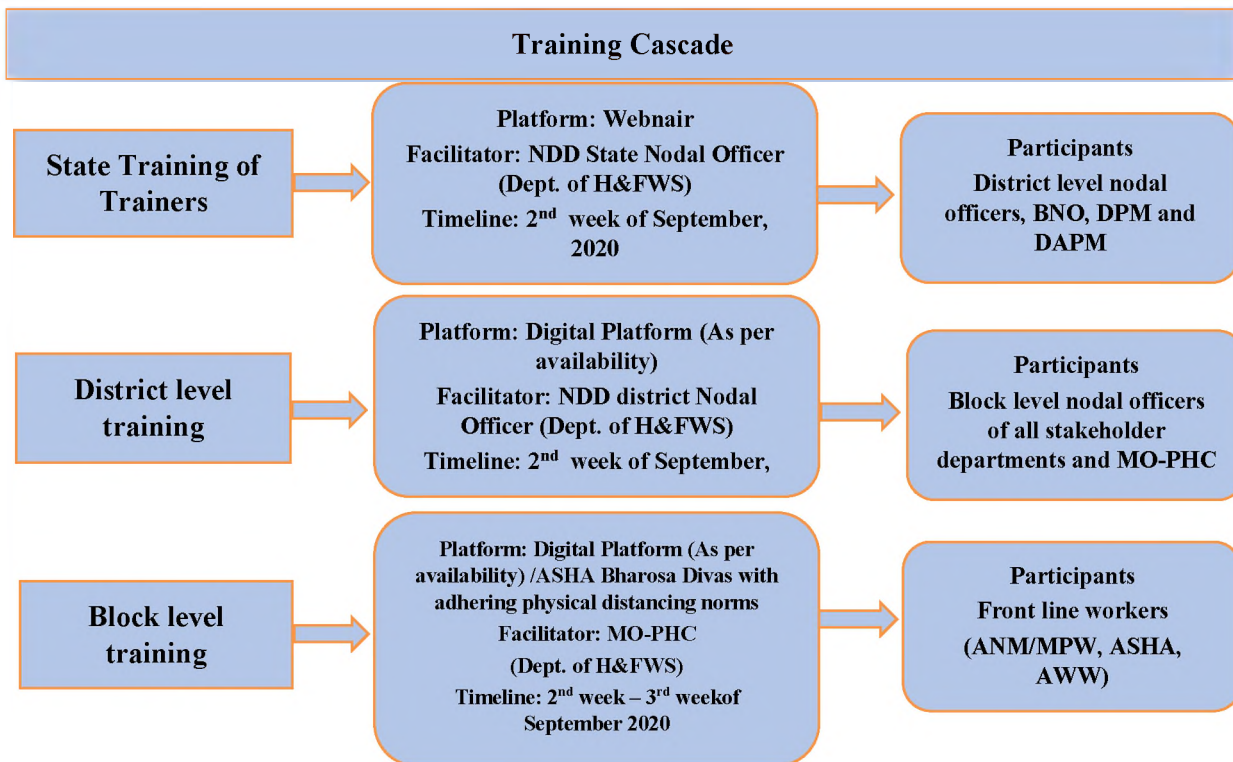 Training Cascade
State Training of
Trainers
Platform: Webnair
Facilitator: NDD State Nodal Officer
(Dept. of H&FWS)
Timeline: 2nd week of September,
2020
Participants
District level nodal
officers, BNO, DPM and
DAPM
District level
training
Platform: Digital Platform (As per
availability)
Facilitator: NDD district Nodal
Officer (Dept. of H&FWS)
Timeline: 2nd week of September,
Participants
Block level nodal officers
of all stakeholder
departments and MO-PHC
Block level
training
Platform: Digital Platform (As per
availability) /ASHA Bharosa Divas with
adhering physical distancing norms
Facilitator: MO-PHC
(Dept. of H&FWS)
Timeline: 2nd week – 3rd weekof
September 2020
Participants
Front line workers
(ANM/MPW, ASHA,
AWW)